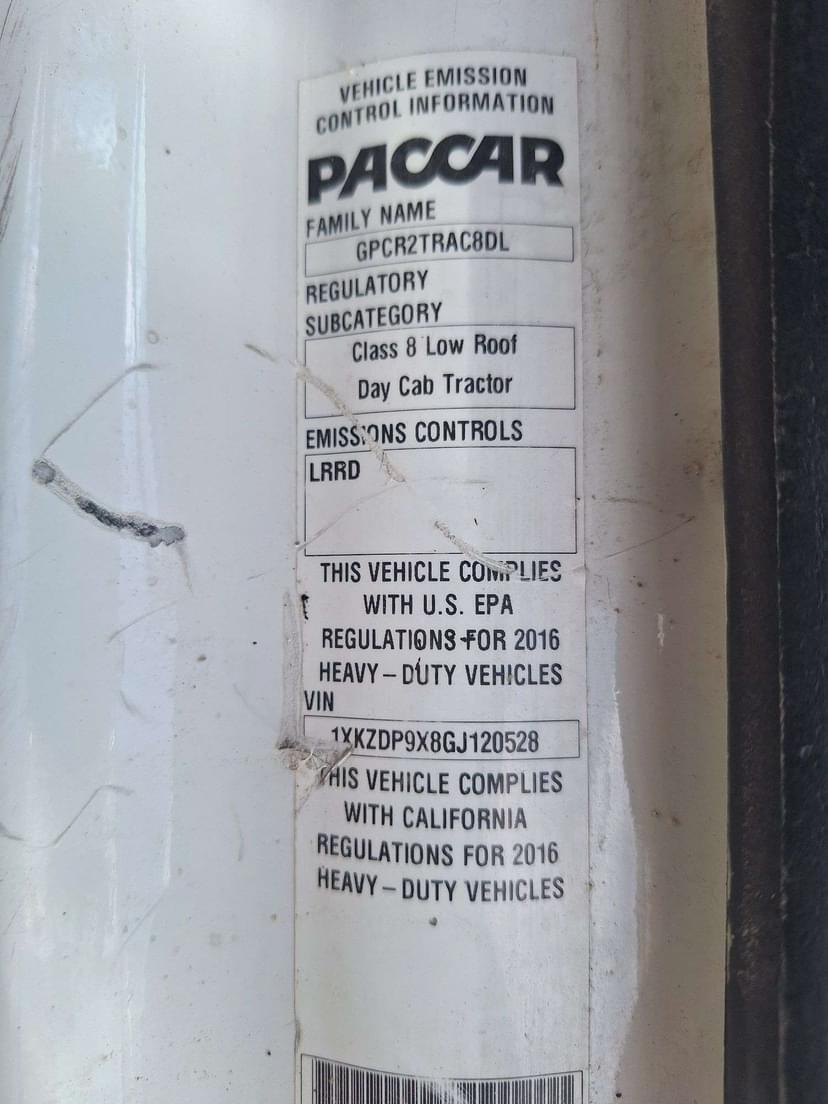 VEHICLE EMISSION
CONTROL INFORMATION
PACCAR
FAMILY NAME
GPCR2TRAC8DL
REGULATORY
SUBCATEGORY
Class 8 Low Roof
Day Cab Tractor
EMISSIONS CONTROLS
LRRD
THIS VEHICLE COMPLIES
WITH U.S. EPA
REGULATIONS FOR 2016
HEAVY-DUTY VEHICLES
VIN
1XKZDP9X8GJ120528
THIS VEHICLE COMPLIES
WITH CALIFORNIA
REGULATIONS FOR 2016
HEAVY-DUTY VEHICLES